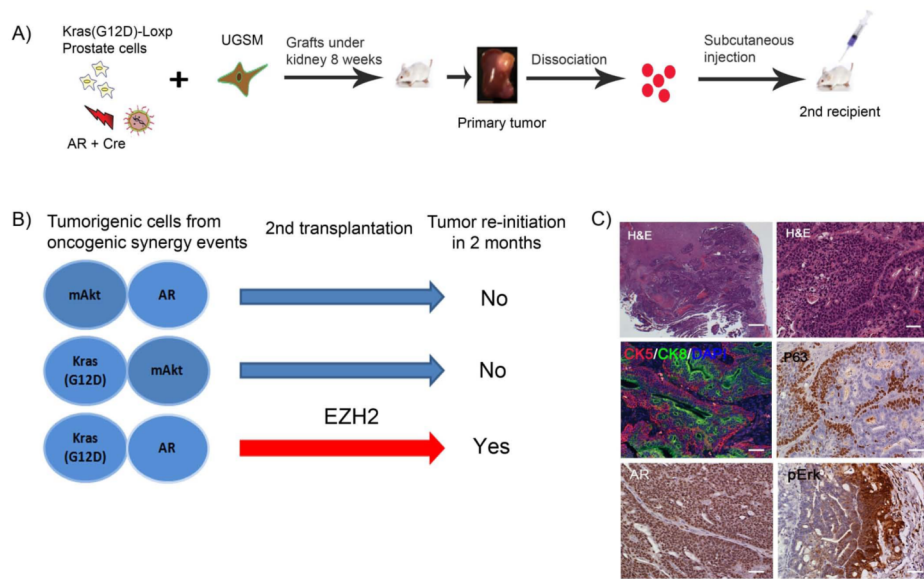 A)
Kras(G12D)-Loxp
Prostate cells
+
UGSM
AR + Cre
Grafts under
kidney 8 weeks
Primary tumor
Dissociation
Subcutaneous
injection
2nd recipient
B)
Tumorigenic cells from
oncogenic synergy events
2nd transplantation
Tumor re-initiation
in 2 months
mAkt
AR
No
Kras
(G12D)
mAkt
No
EZH2
Kras
(G12D)
AR
Yes
C)
H&E
H&E
CK5/CK8/DAPI
P63
AR
pErk